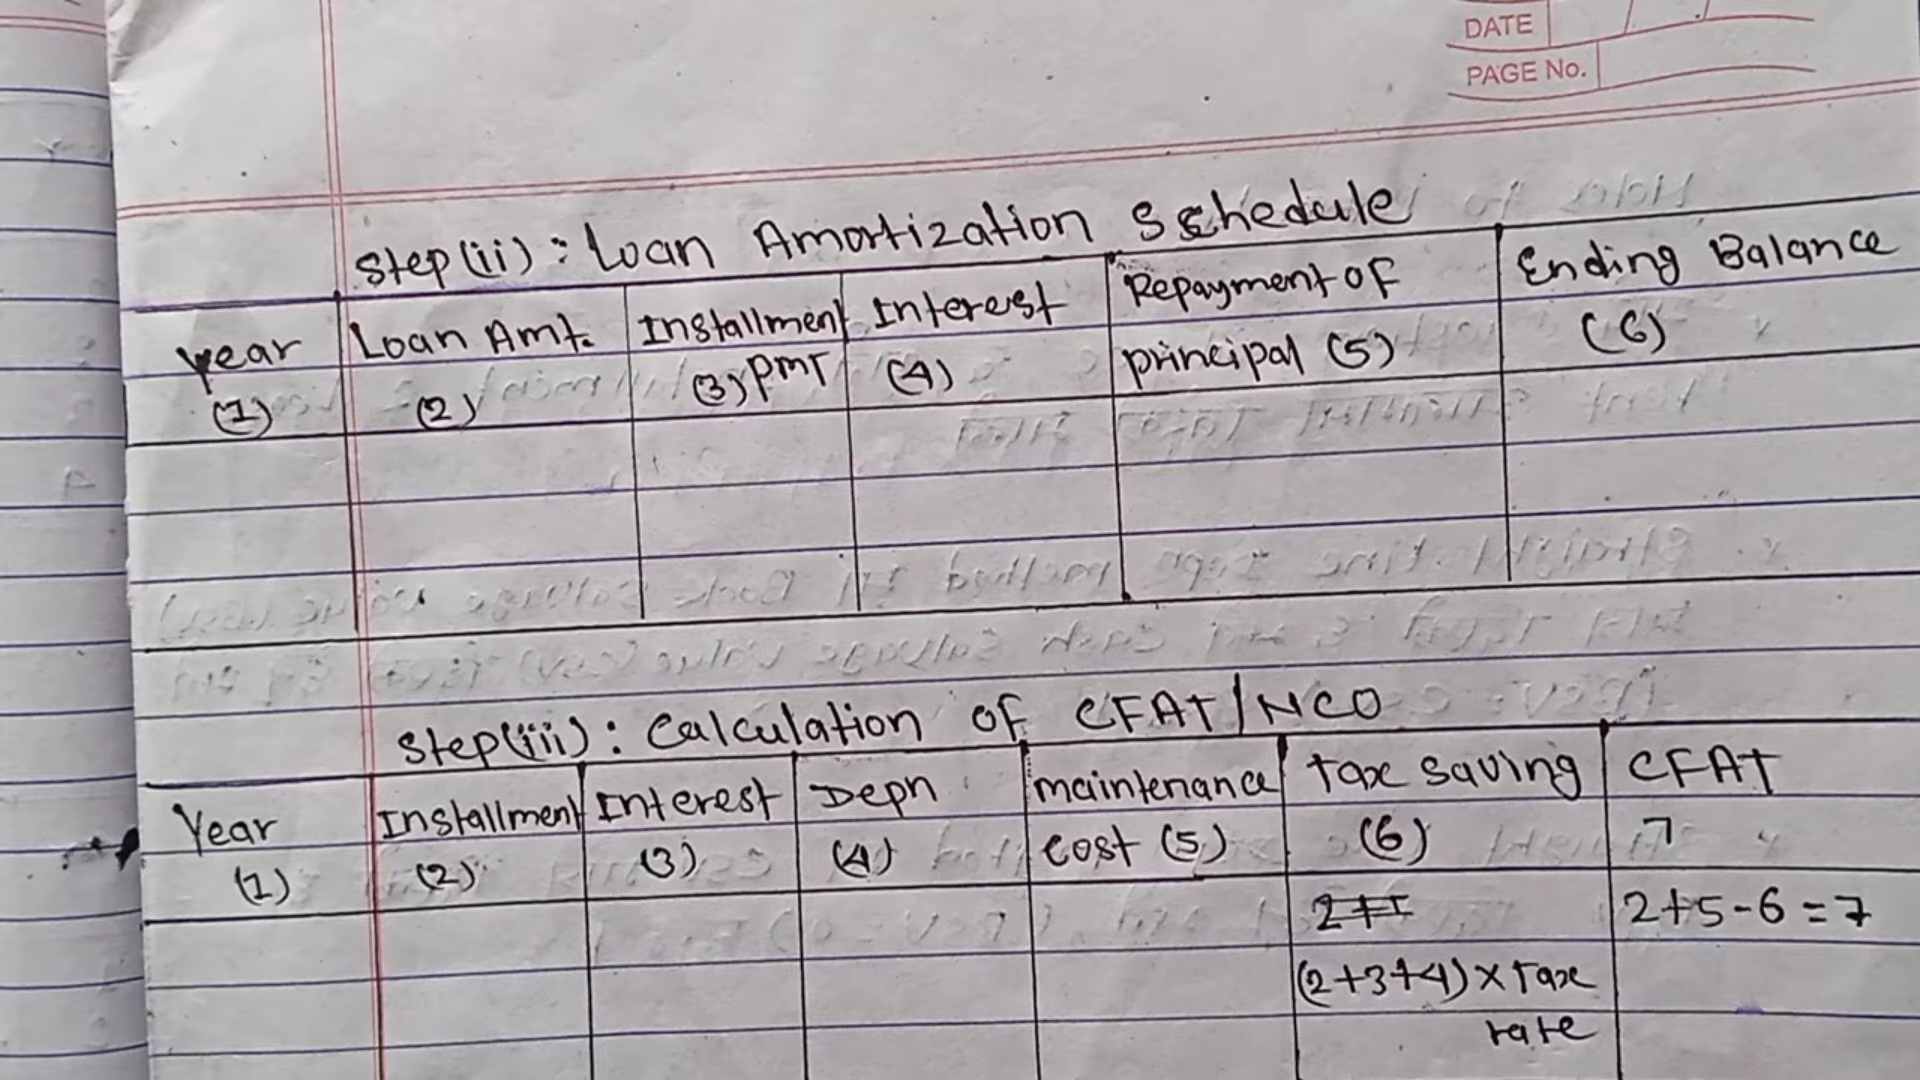 DATE
PAGE No.
Step (ii) : Loan Amortization Schedule
Year (1)
Loan Amt. (2)
Installment (3) PMT
Interest (4)
Repayment of principal (5)
Ending Balance (6)
Step (iii) : Calculation of CFAT/NCO
Year (1)
Installment (2)
Interest (3)
Depn (4)
maintenance cost (5)
Tax saving (6)
CFAT 7
2+5-6=7
(2+3+4)xTax
rate